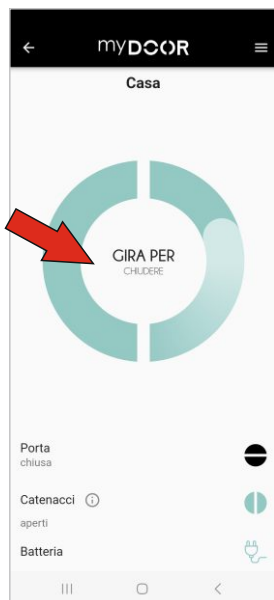 myDOOR
Casa
GIRA PER
CHIUDERE
Porta
chiusa
Catenacci
aperti
Batteria